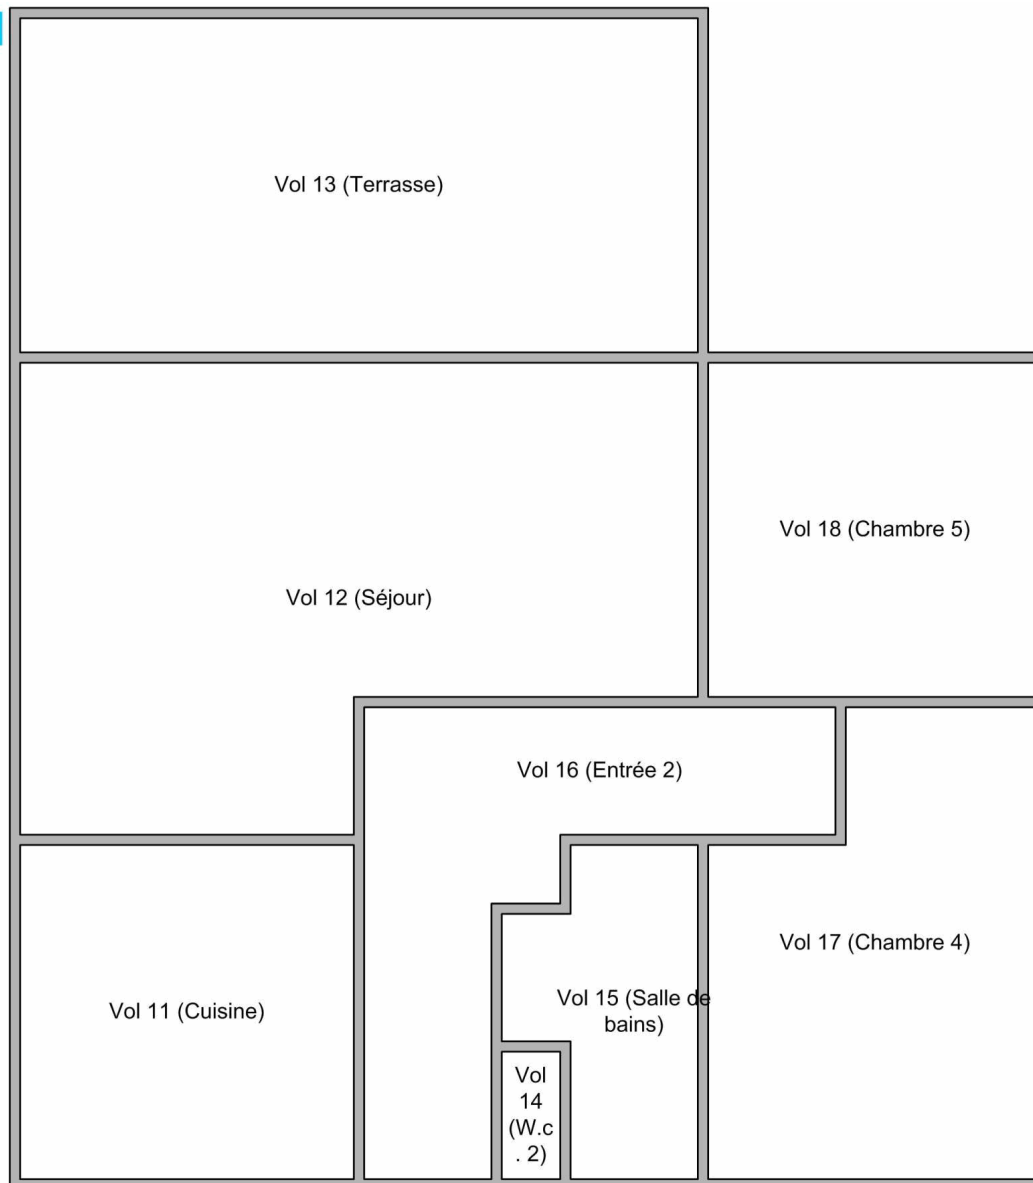 Vol 13 (Terrasse)
Vol 18 (Chambre 5)
Vol 12 (Séjour)
Vol 16 (Entrée 2)
Vol 17 (Chambre 4)
Vol 11 (Cuisine)
Vol 15 (Salle de
bains)
Vol
14
(W.c
. 2)